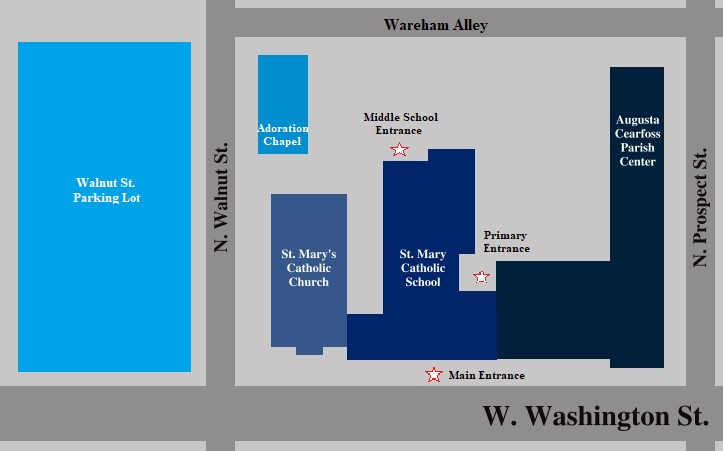 Wareham Alley
Adoration
Chapel
Middle School
Entrance
Augusta
Cearfoss
Parish
Center
Walnut St.
Parking Lot
N. Walnut St.
N. Prospect St.
St. Mary's
Catholic
Church
St. Mary
Catholic
School
Primary
Entrance
Main Entrance
W. Washington St.